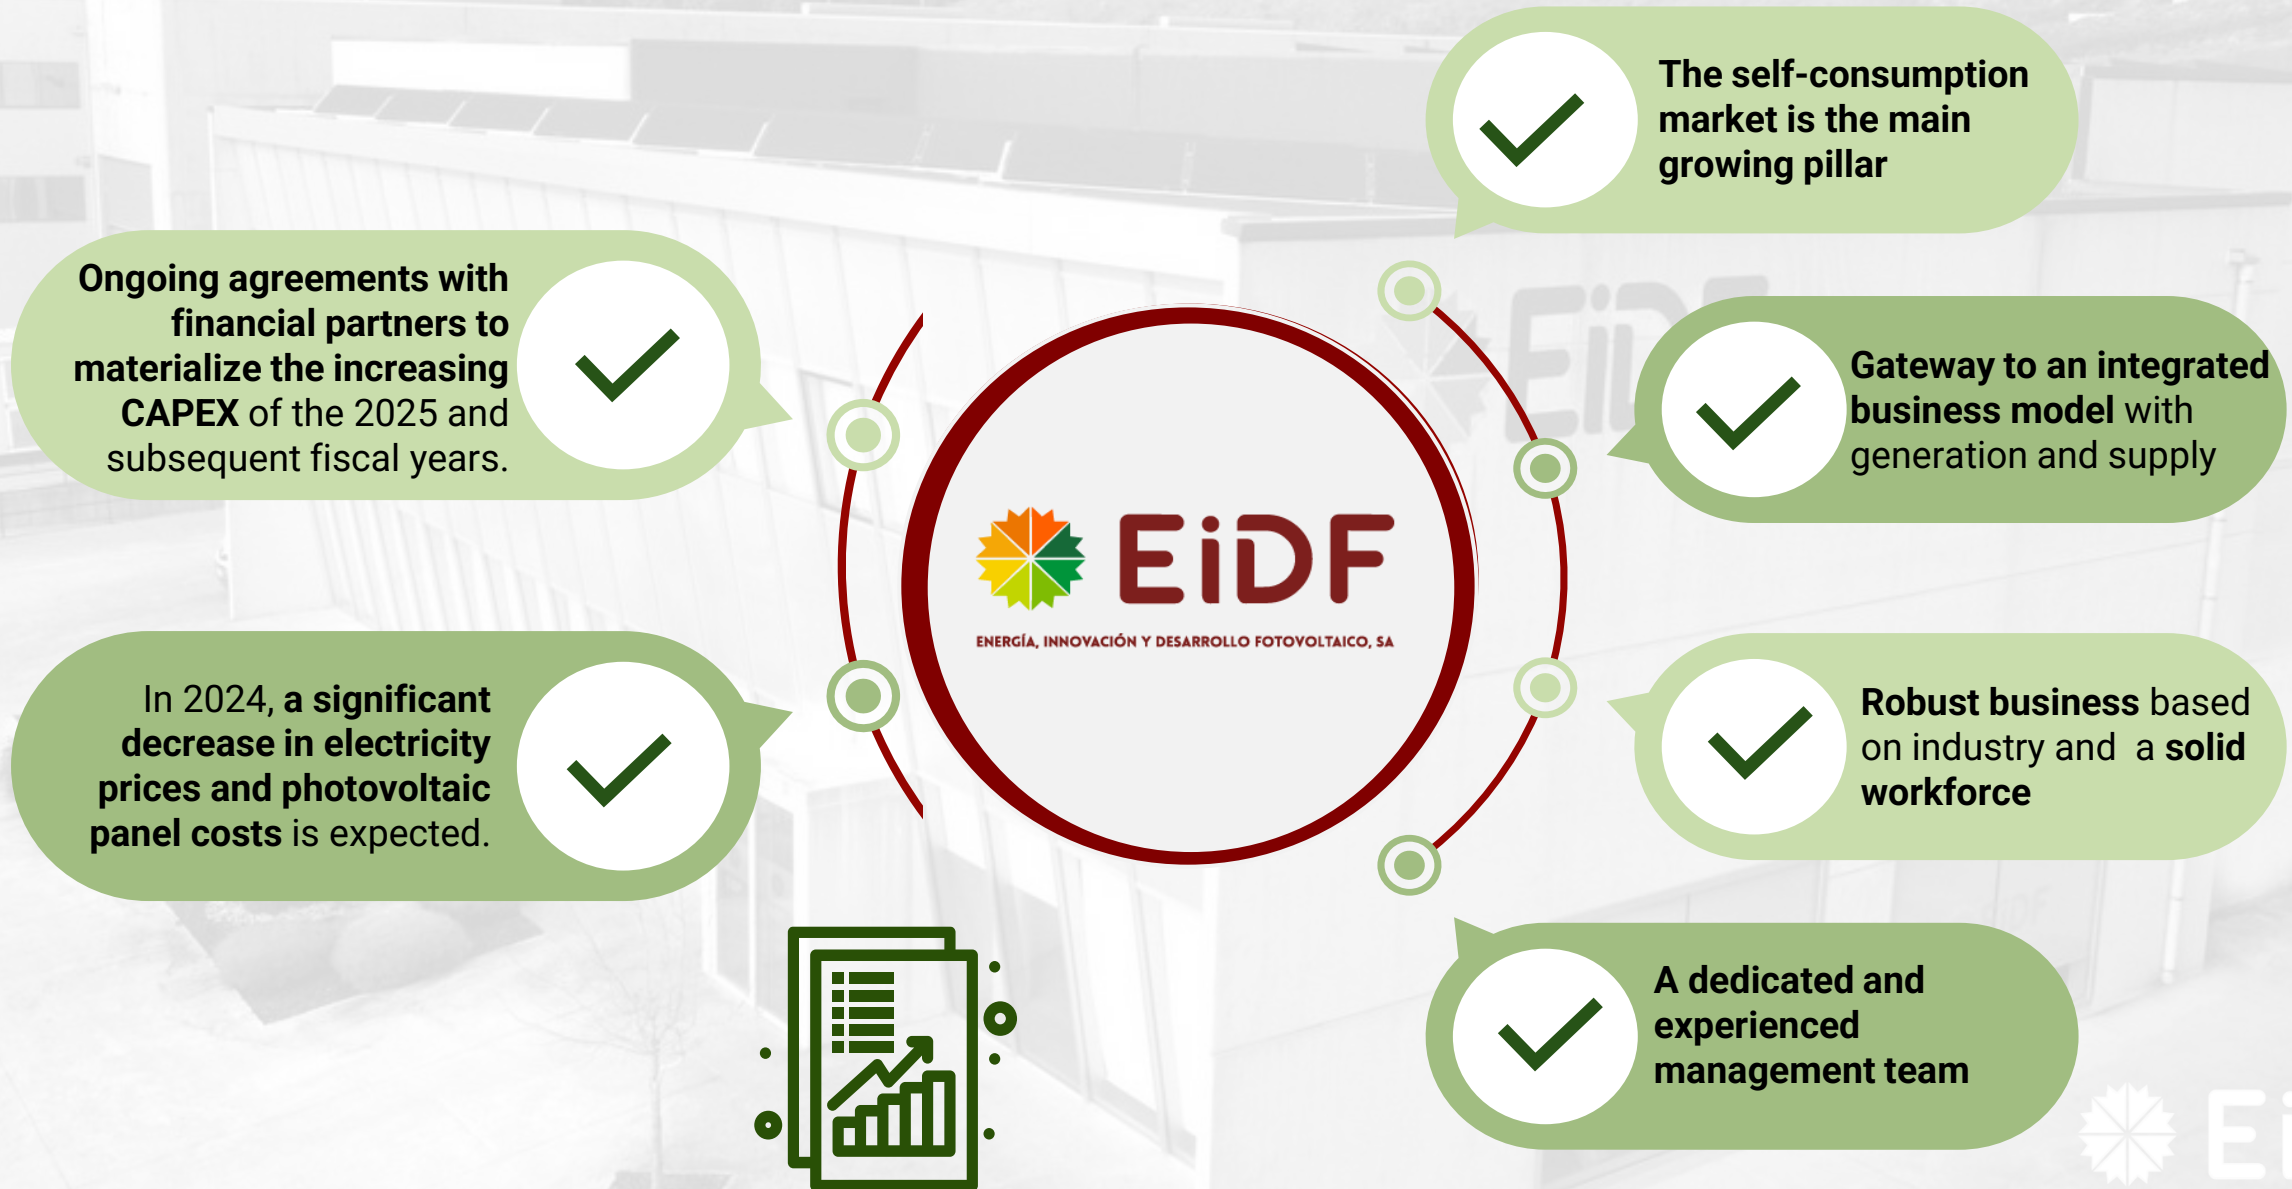 The self-consumption
market is the main
growing pillar
Ongoing agreements with
financial partners to
materialize the increasing
CAPEX of the 2025 and
subsequent fiscal years.
EiDF
Gateway to an integrated
business model with
generation and supply
EiDF
ENERGÍA, INNOVACIÓN Y DESARROLLO FOTOVOLTAICO, SA
In 2024, a significant
decrease in electricity
prices and photovoltaic
panel costs is expected.
Robust business based
on industry and a solid
workforce
EiDF
A dedicated and
experienced
management team
Ei